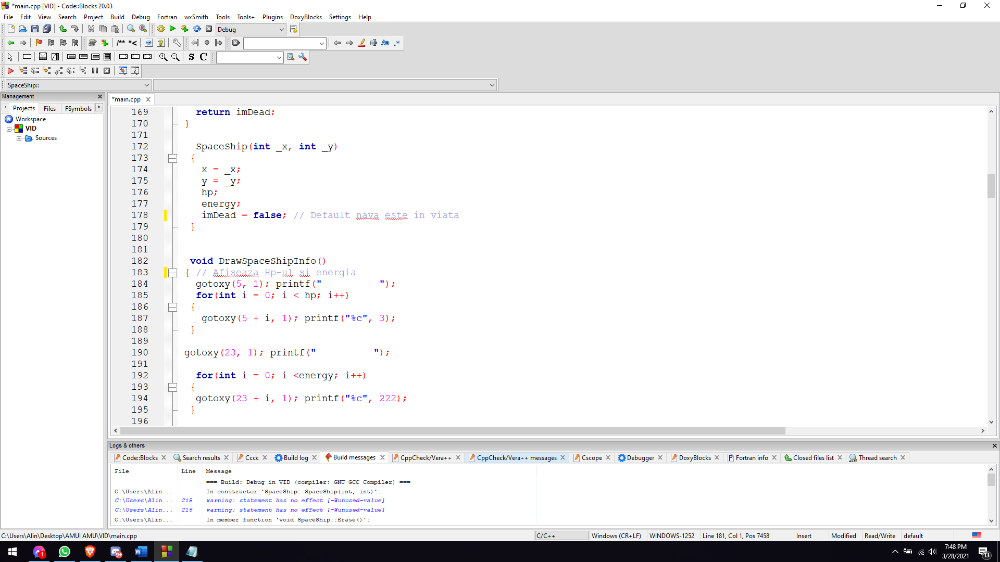 *main.cpp [VID] - Code::Blocks 20.03
File Edit View Search Project Build Debug Fortran wxSmith Tools Tools+ Plugins DoxyBlocks Settings Help
Debug
/** *<
Aa .*
S C
SpaceShip::
Management
*main.cpp
Projects Files FSymbols
Workspace
VID
Sources
169 return imDead;
170 }
171
172 SpaceShip(int _x, int _y)
173 {
174 x = _x;
175 y = _y;
176 hp;
177 energy;
178 imDead = false; // Default nava este in viata
179 }
180
181
182 void DrawSpaceShipInfo()
183 { // Afiseaza Hp-ul si energia
184 gotoxy(5, 1); printf("          ");
185 for(int i = 0; i < hp; i++)
186 {
187 gotoxy(5 + i, 1); printf("%c", 3);
188 }
189
190 gotoxy(23, 1); printf("          ");
191
192 for(int i = 0; i <energy; i++)
193 {
194 gotoxy(23 + i, 1); printf("%c", 222);
195 }
196
Logs & others
Code::Blocks Search results Cccc Build log Build messages CppCheck/Vera++ CppCheck/Vera++ messages Cscope Debugger DoxyBlocks Fortran info Closed files list Thread search
File Line Message
=== Build: Debug in VID (compiler: GNU GCC Compiler) ===
C:\Users\Alin... In constructor 'SpaceShip::SpaceShip(int, int)':
C:\Users\Alin... 215 warning: statement has no effect [-Wunused-value]
C:\Users\Alin... 216 warning: statement has no effect [-Wunused-value]
C:\Users\Alin... In member function 'void SpaceShip::Erase()':
C:\Users\Alin\Desktop\AMUI AMU\VID\main.cpp C/C++ Windows (CR+LF) WINDOWS-1252 Line 181, Col 1, Pos 7458 Insert Modified Read/Write default
1 9+ W
7:48 PM
3/28/2021
13